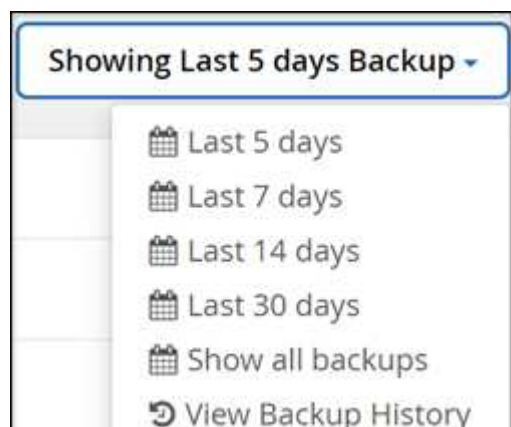 Showing Last 5 days Backup
Last 5 days
Last 7 days
Last 14 days
Last 30 days
Show all backups
View Backup History